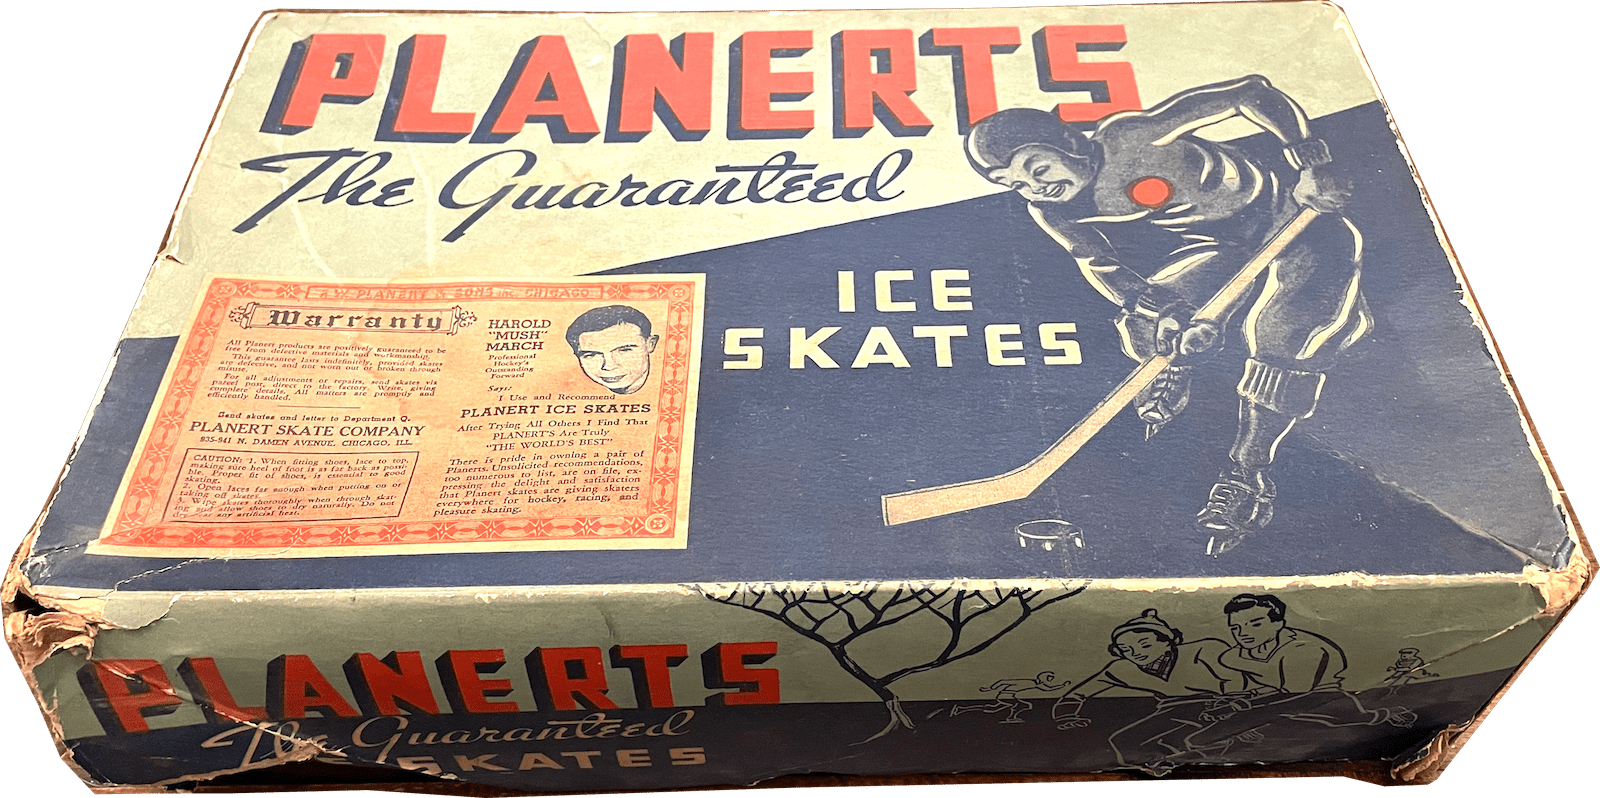 PLANERTS
The Guaranteed
ICE
SKATES
F. W. PLANERT & SONS Inc. CHICAGO
Warranty
All Planert products are positively guaranteed to be
free from defective materials and workmanship.
This guarantee lasts indefinitely, provided skates
are defective, and not worn out or broken through
misuse.
For all adjustments or repairs, send skates via
parcel post, direct to the factory. Write, giving
complete details. All matters are promptly and
efficiently handled.
Send skates and letter to Department Q-
PLANERT SKATE COMPANY
935-941 N. DAMEN AVENUE, CHICAGO, ILL.
CAUTION: 1. When fitting shoes, lace to top,
making sure heel of foot is as far back as possi-
ble. Proper fit of shoes, is essential to good
skating.
2. Open laces far enough when putting on or
taking off skates.
3. Wipe skates thoroughly when through skat-
ing and allow shoes to dry naturally. Do not
dry at any artificial heat.
HAROLD
"MUSH"
MARCH
Professional
Hockey's
Outstanding
Forward
Says:
I Use and Recommend
PLANERT ICE SKATES
After Trying All Others I Find That
PLANERT'S Are Truly
"THE WORLD'S BEST"
There is pride in owning a pair of
Planerts. Unsolicited recommendations,
too numerous to list, are on file, ex-
pressing the delight and satisfaction
that Planert skates are giving skaters
everywhere for hockey, racing, and
pleasure skating.
PLANERTS
The Guaranteed
SKATES